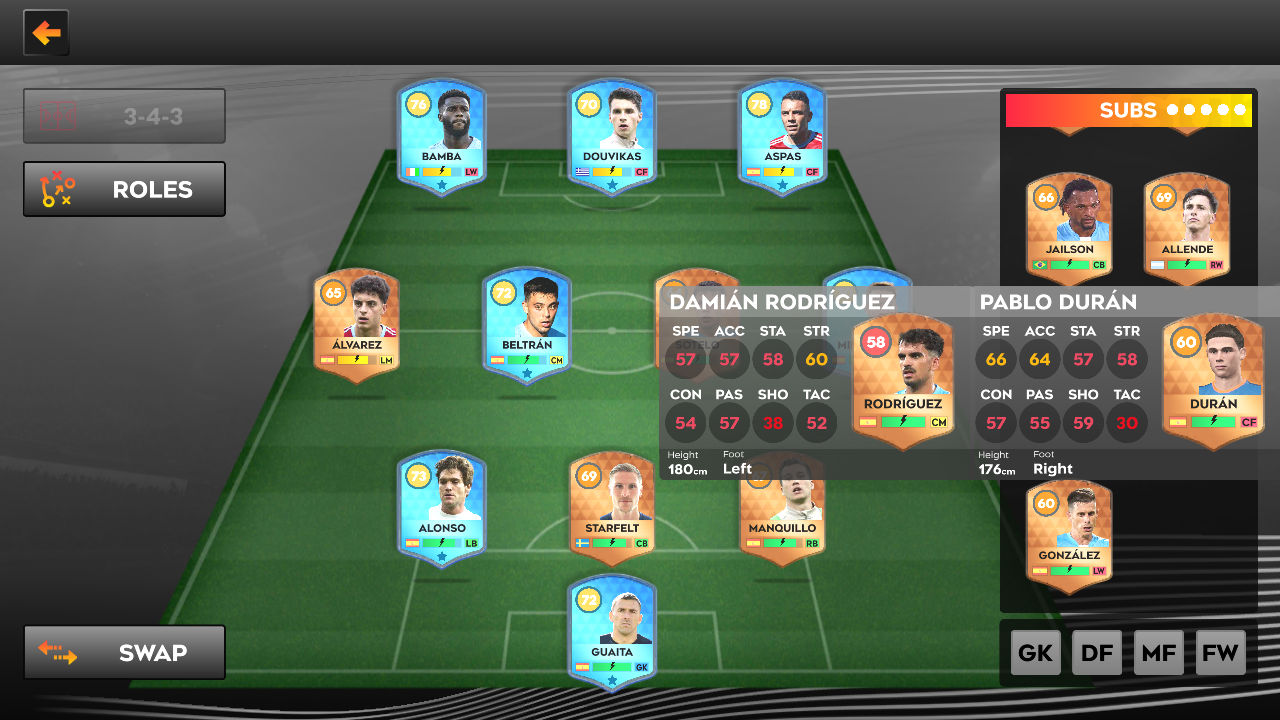 3-4-3
ROLES
76
BAMBA
LW
70
DOUVIKAS
CF
78
ASPAS
CF
SUBS
66
JAILSON
CB
69
ALLENDE
RW
65
ÁLVAREZ
LM
72
BELTRÁN
CM
SOTELO
DAMIÁN RODRÍGUEZ
SPE ACC STA STR
57 57 58 60
CON PAS SHO TAC
54 57 38 52
Height Foot
180cm Left
58
RODRÍGUEZ
CM
PABLO DURÁN
SPE ACC STA STR
66 64 57 58
CON PAS SHO TAC
57 55 59 30
Height Foot
176cm Right
60
DURÁN
CF
73
ALONSO
LB
69
STARFELT
CB
MANQUILLO
RB
60
GONZÁLEZ
LW
72
GUAITA
GK
SWAP
GK DF MF FW